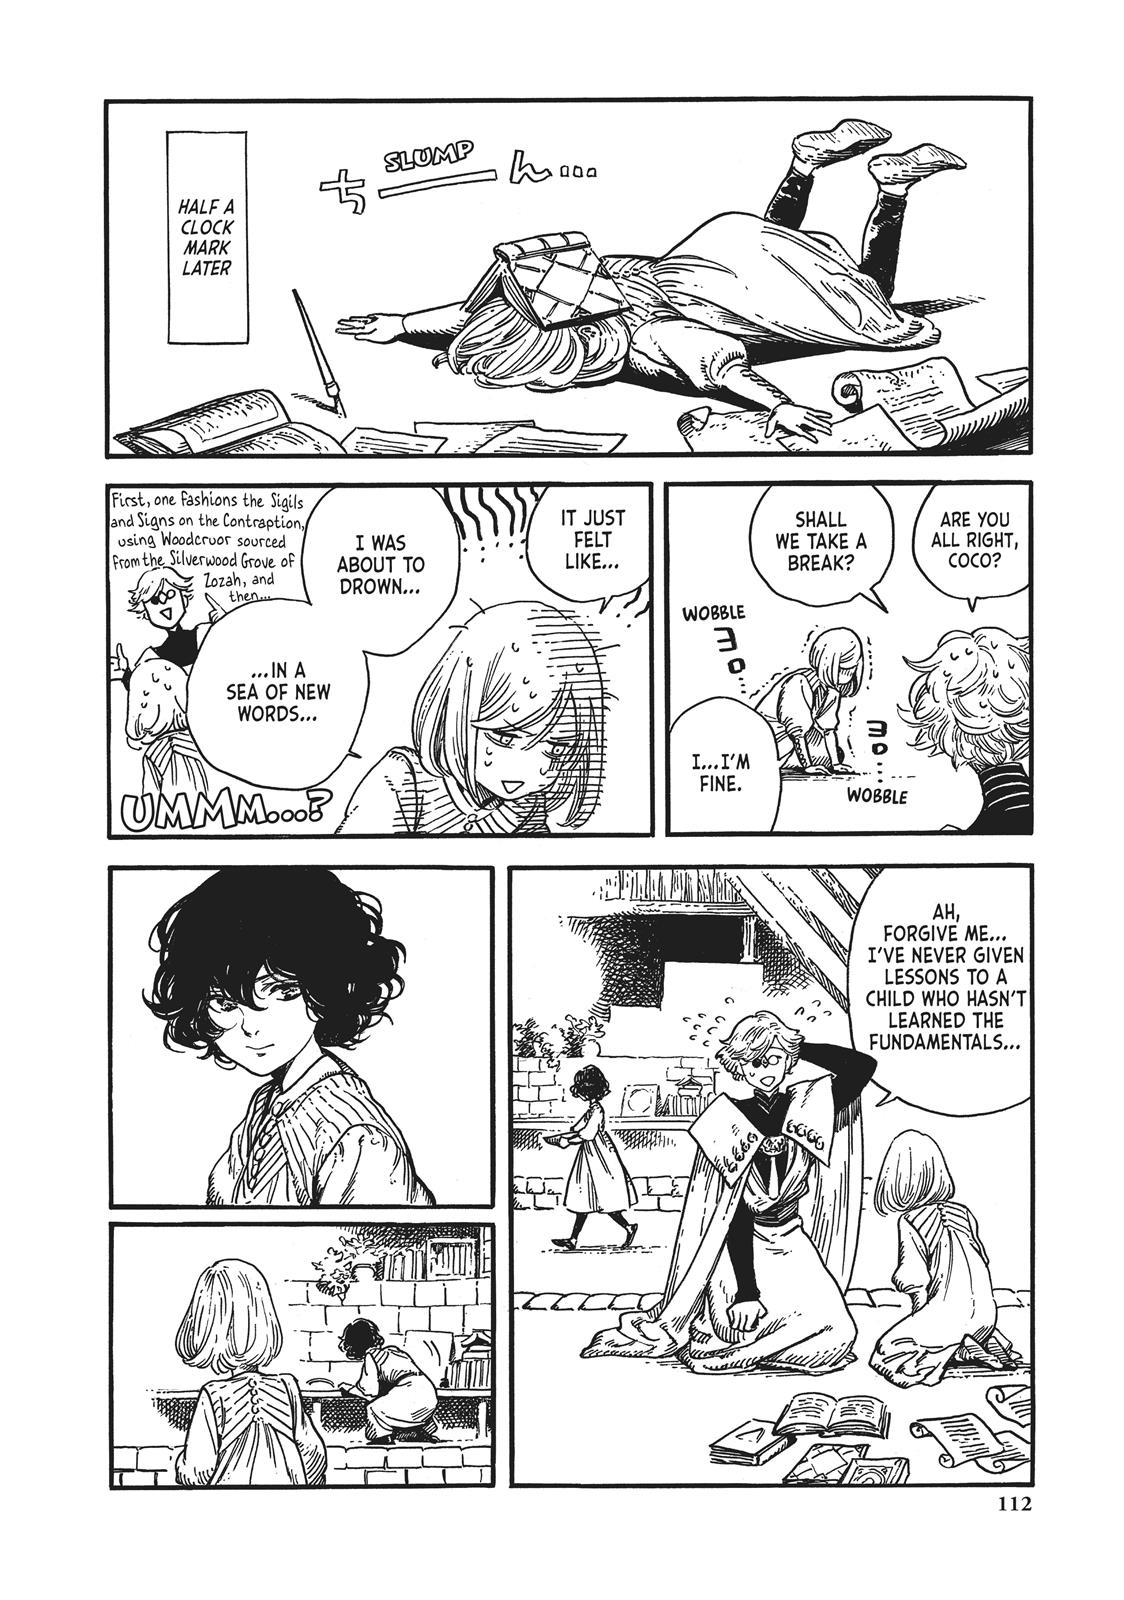 HALF A
CLOCK
MARK
LATER
SLUMP
ちーん...
ARE YOU
ALL RIGHT,
COCO?
SHALL
WE TAKE A
BREAK?
WOBBLE
ヨロ...
I...I'M
FINE.
ヨロ...
WOBBLE
IT JUST
FELT
LIKE...
I WAS
ABOUT TO
DROWN...
...IN A
SEA OF NEW
WORDS...
First, one Fashions the Sigils
and Signs on the Contraption,
using Woodcruor sourced
from the Silverwood Grove of
Zozah, and
then...
UMMM...?
AH,
FORGIVE ME...
I'VE NEVER GIVEN
LESSONS TO A
CHILD WHO HASN'T
LEARNED THE
FUNDAMENTALS...
112